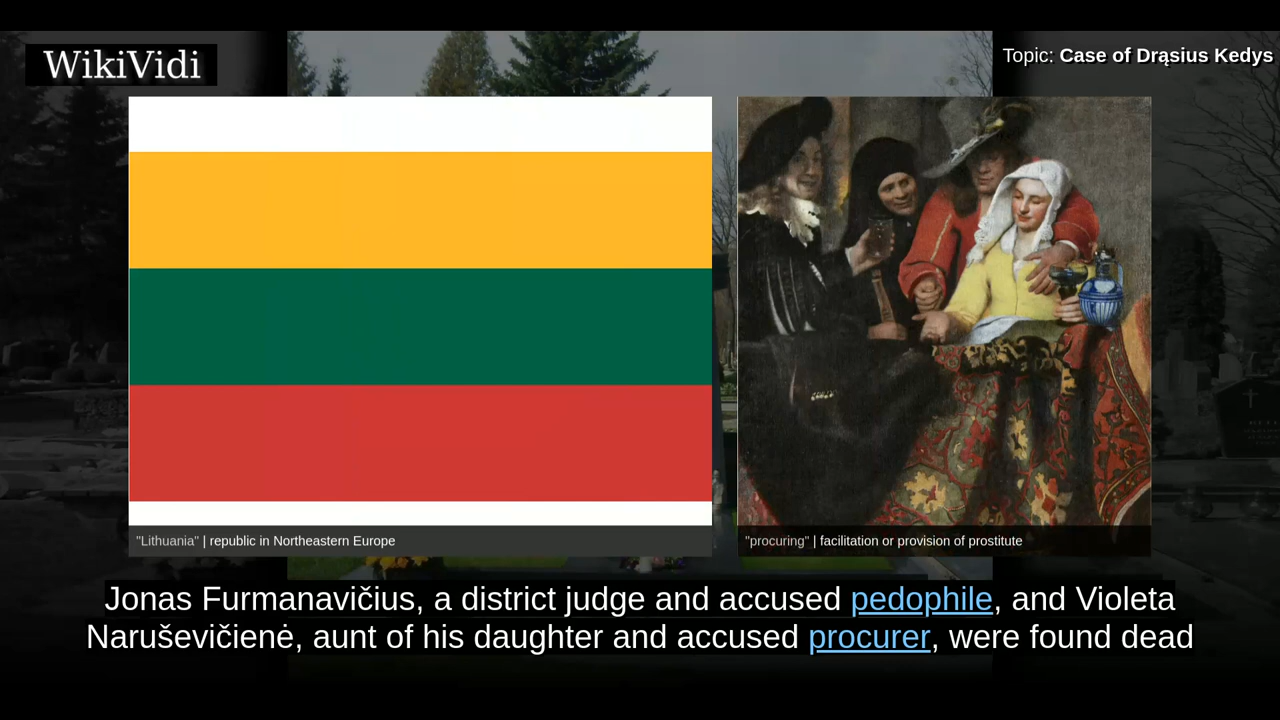 WikiVidi
Topic: Case of Drąsius Kedys
"Lithuania" | republic in Northeastern Europe
"procuring" | facilitation or provision of prostitute
Jonas Furmanavičius, a district judge and accused pedophile, and Violeta
Naruševičienė, aunt of his daughter and accused procurer, were found dead